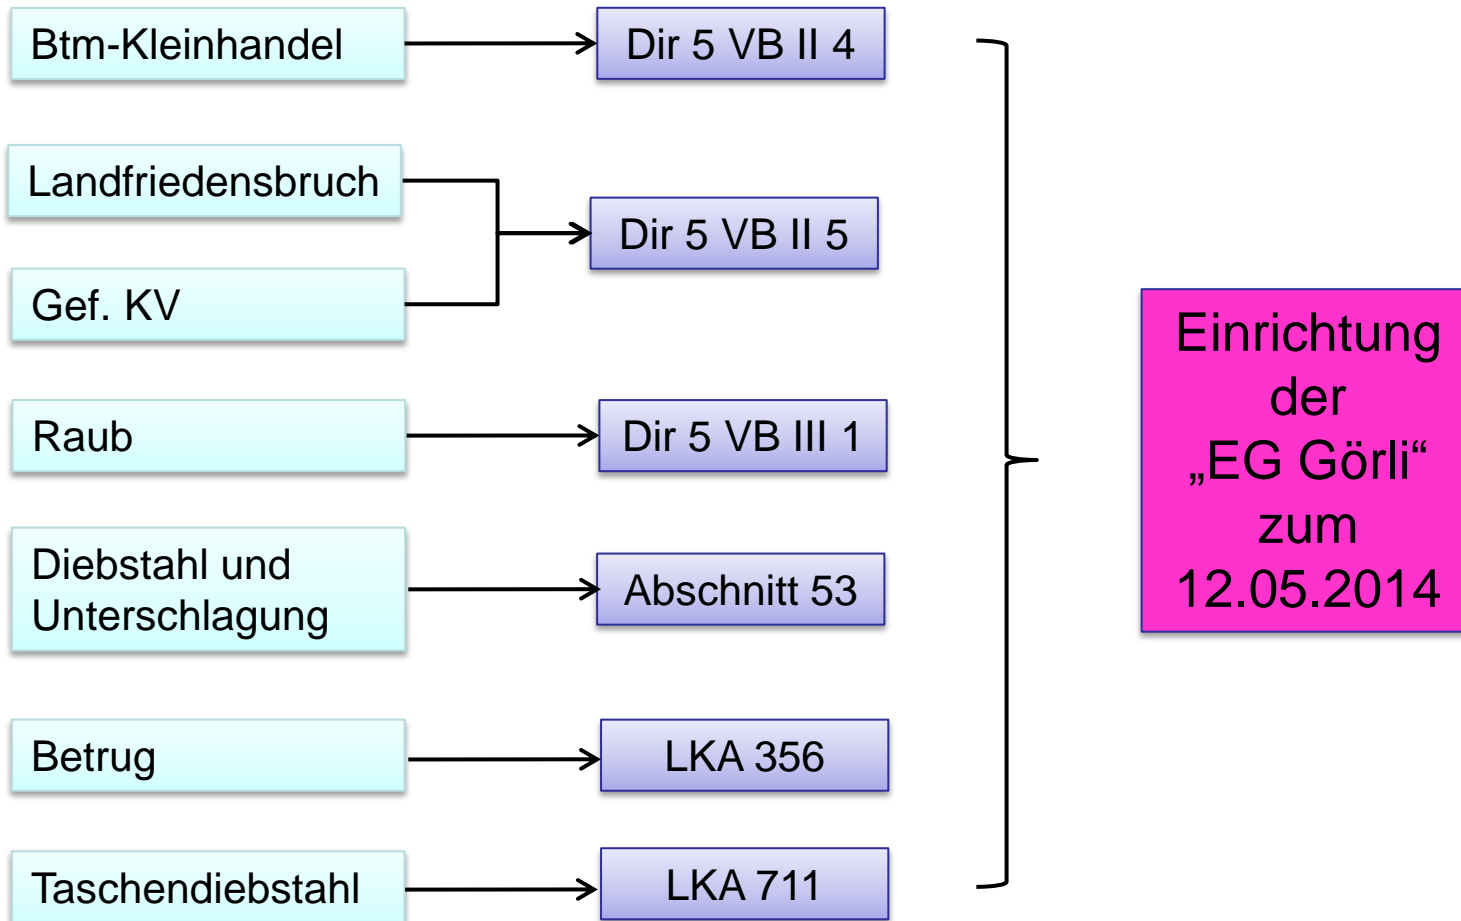 Btm-Kleinhandel
Dir 5 VB II 4
Landfriedensbruch
Dir 5 VB II 5
Gef. KV
Raub
Dir 5 VB III 1
Diebstahl und
Unterschlagung
Abschnitt 53
Betrug
LKA 356
Taschendiebstahl
LKA 711
Einrichtung
der
„EG Görli“
zum
12.05.2014